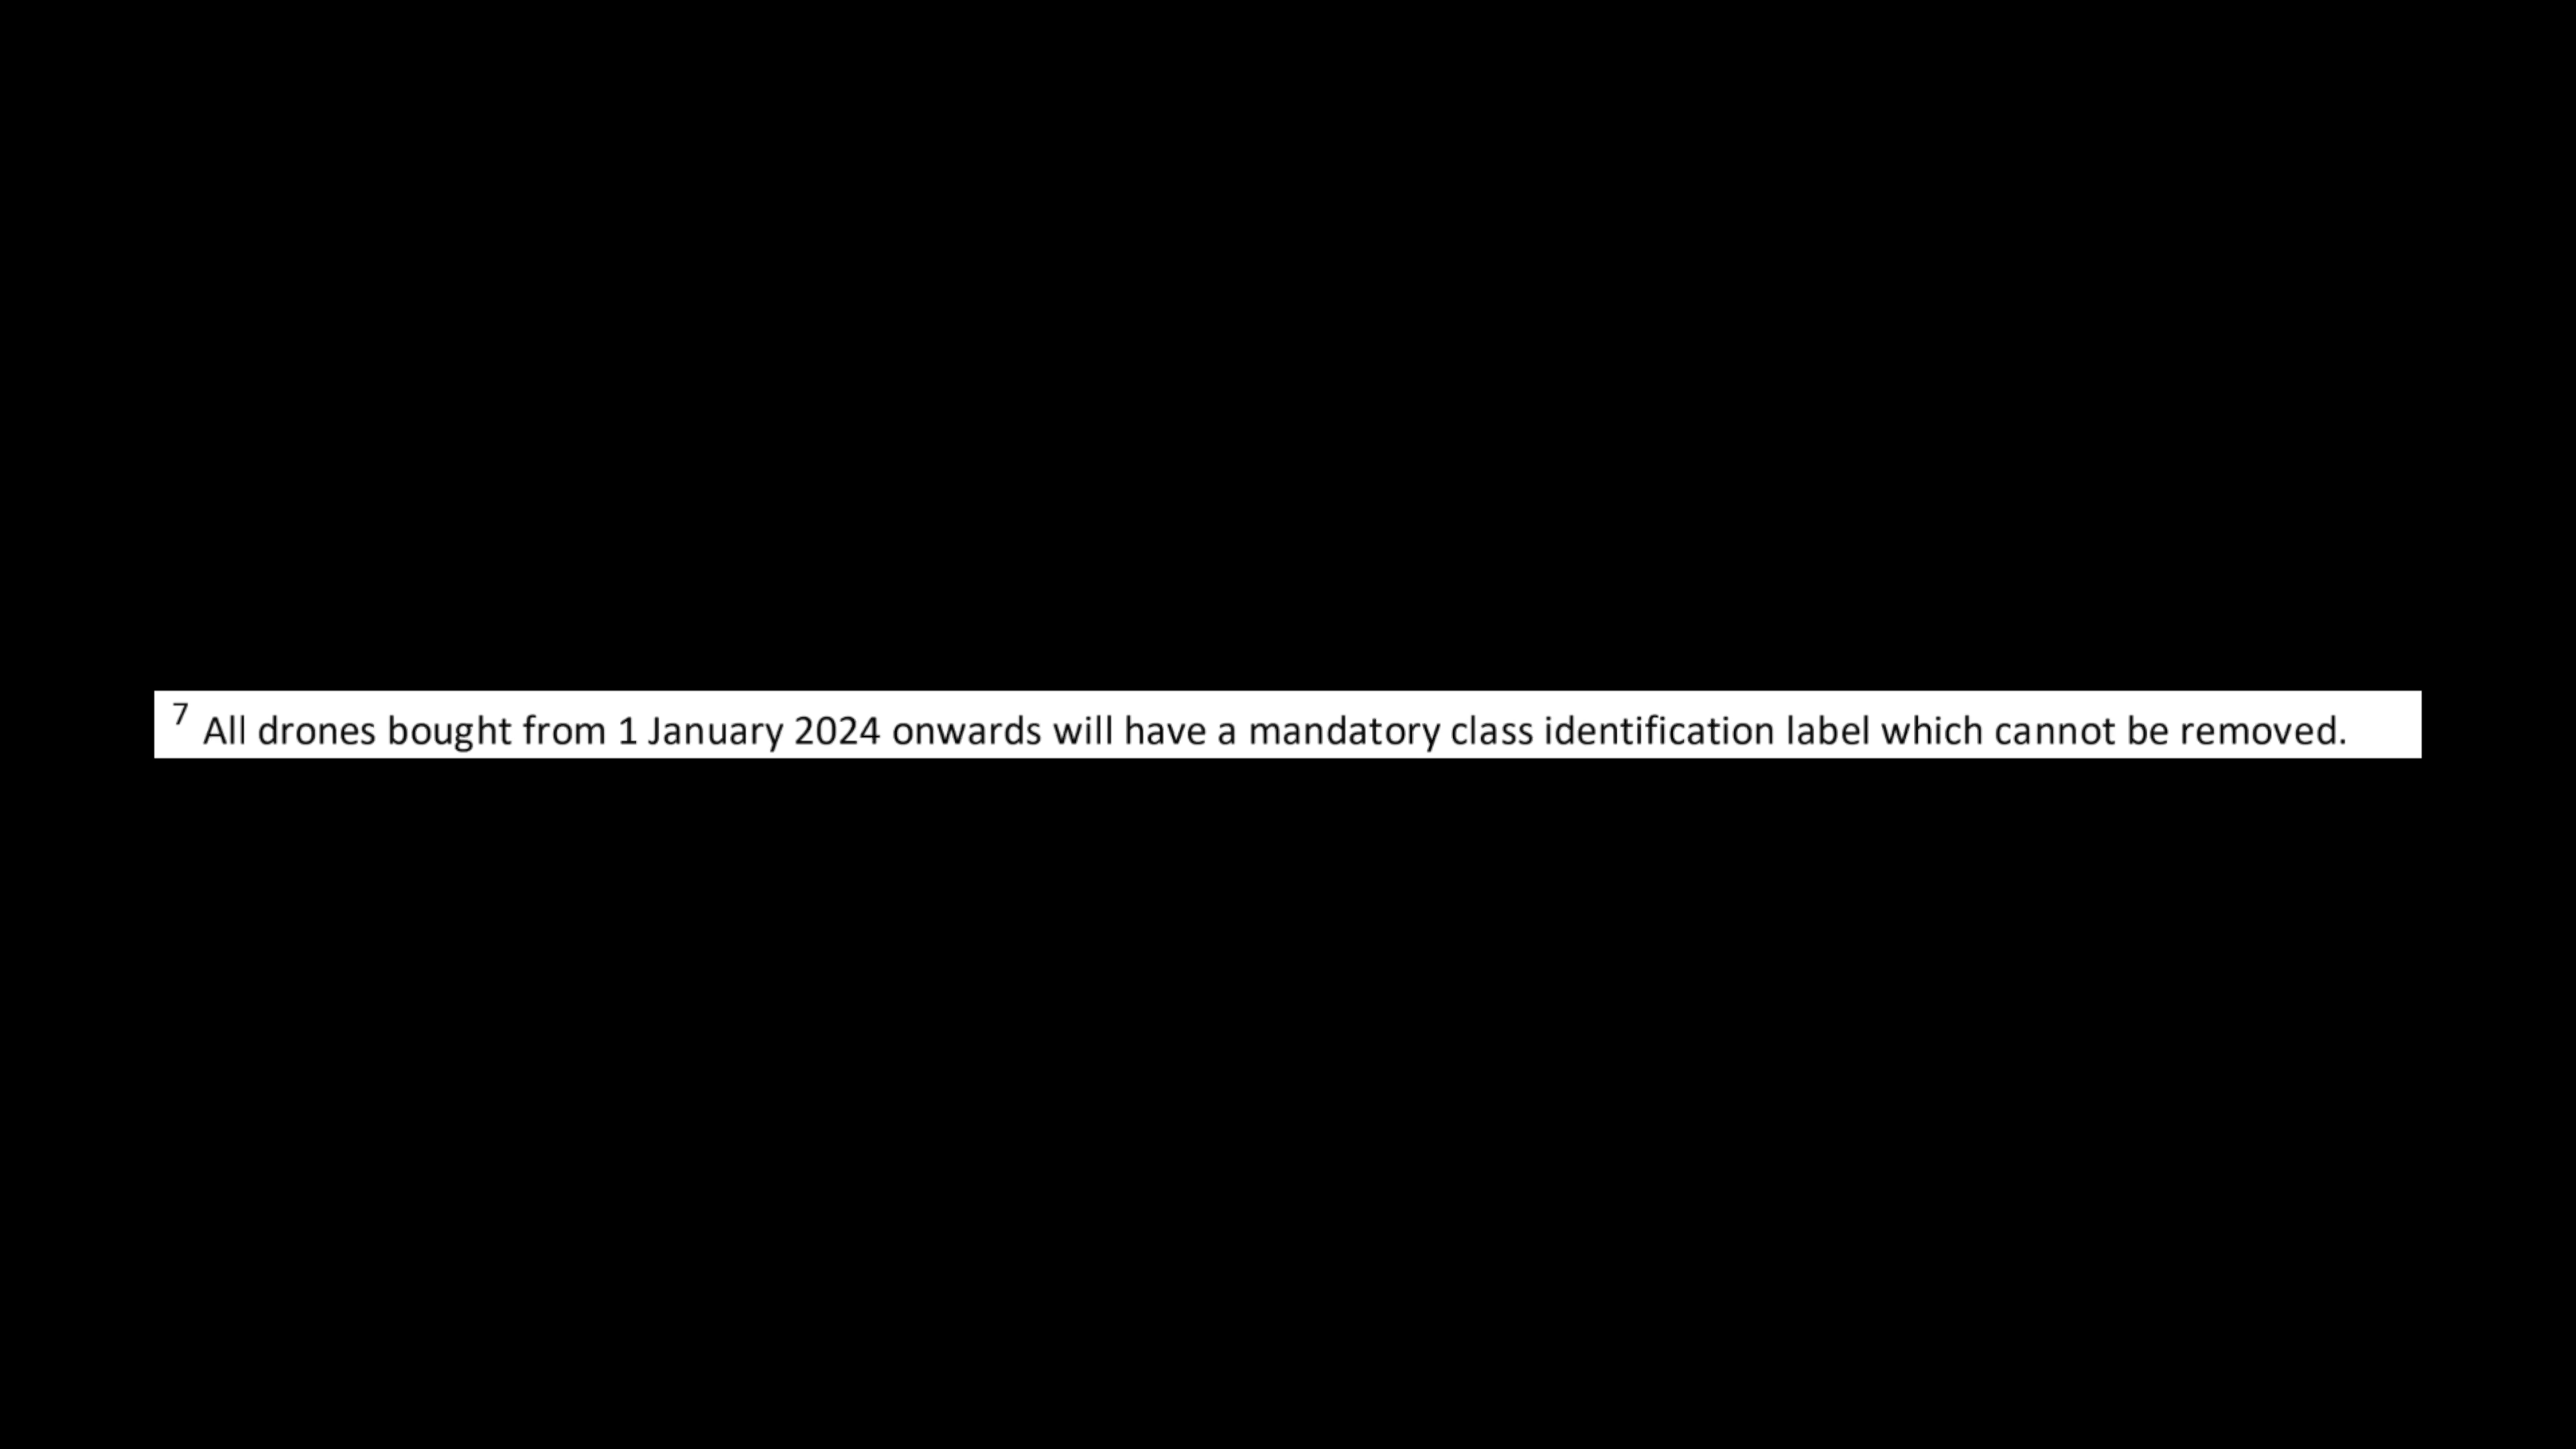 7 All drones bought from 1 January 2024 onwards will have a mandatory class identification label which cannot be removed.